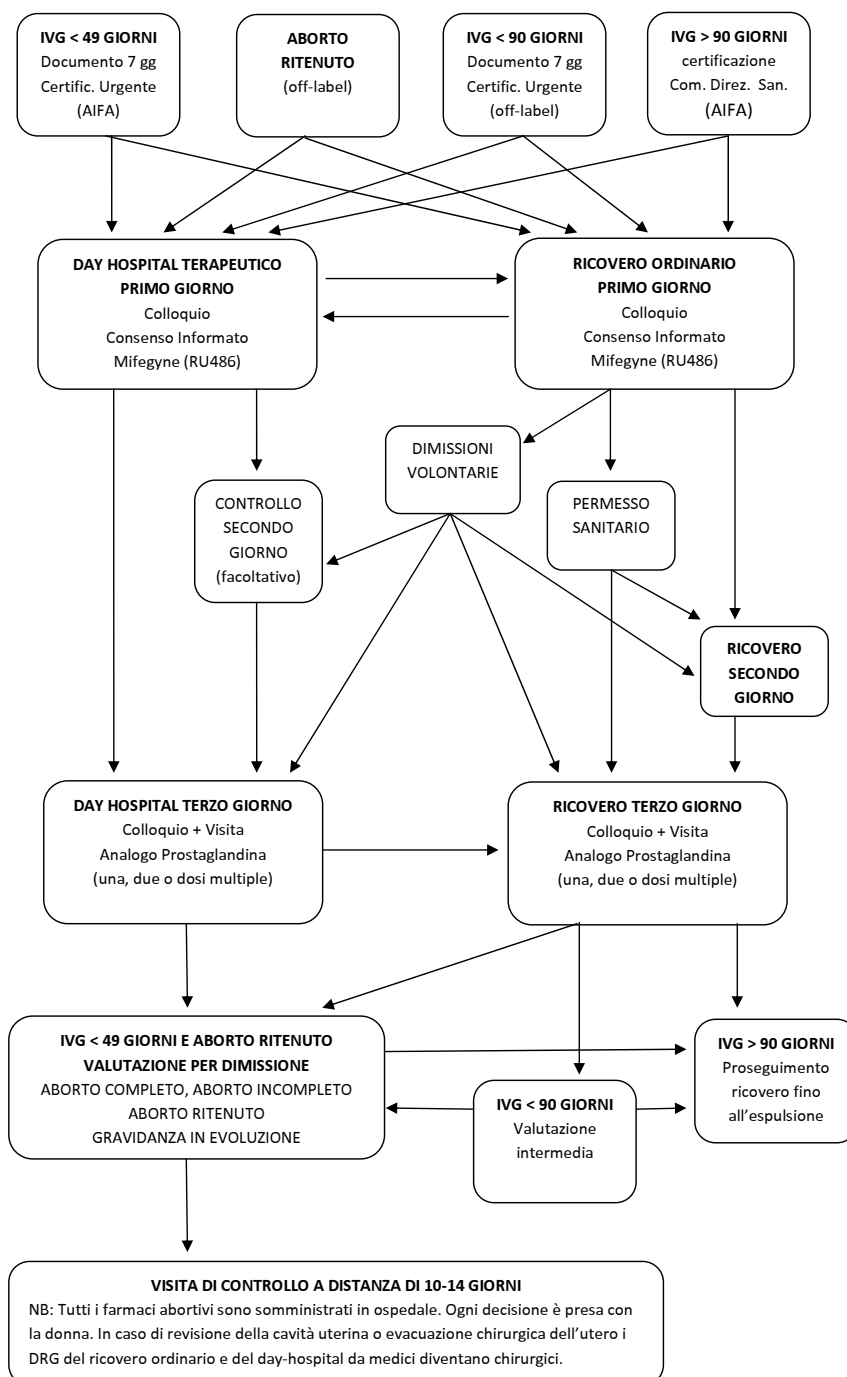 IVG < 49 GIORNI
Documento 7 gg
Certific. Urgente
(AIFA)
ABORTO
RITENUTO
(off-label)
IVG < 90 GIORNI
Documento 7 gg
Certific. Urgente
(off-label)
IVG > 90 GIORNI
certificazione
Com. Direz. San.
(AIFA)
DAY HOSPITAL TERAPEUTICO
PRIMO GIORNO
Colloquio
Consenso Informato
Mifegyne (RU486)
RICOVERO ORDINARIO
PRIMO GIORNO
Colloquio
Consenso Informato
Mifegyne (RU486)
DIMISSIONI
VOLONTARIE
CONTROLLO
SECONDO
GIORNO
(facoltativo)
PERMESSO
SANITARIO
RICOVERO
SECONDO
GIORNO
DAY HOSPITAL TERZO GIORNO
Colloquio + Visita
Analogo Prostaglandina
(una, due o dosi multiple)
RICOVERO TERZO GIORNO
Colloquio + Visita
Analogo Prostaglandina
(una, due o dosi multiple)
IVG < 49 GIORNI E ABORTO RITENUTO
VALUTAZIONE PER DIMISSIONE
ABORTO COMPLETO, ABORTO INCOMPLETO
ABORTO RITENUTO
GRAVIDANZA IN EVOLUZIONE
IVG < 90 GIORNI
Valutazione
intermedia
IVG > 90 GIORNI
Proseguimento
ricovero fino
all'espulsione
VISITA DI CONTROLLO A DISTANZA DI 10-14 GIORNI
NB: Tutti i farmaci abortivi sono somministrati in ospedale. Ogni decisione è presa con
la donna. In caso di revisione della cavità uterina o evacuazione chirurgica dell'utero i
DRG del ricovero ordinario e del day-hospital da medici diventano chirurgici.